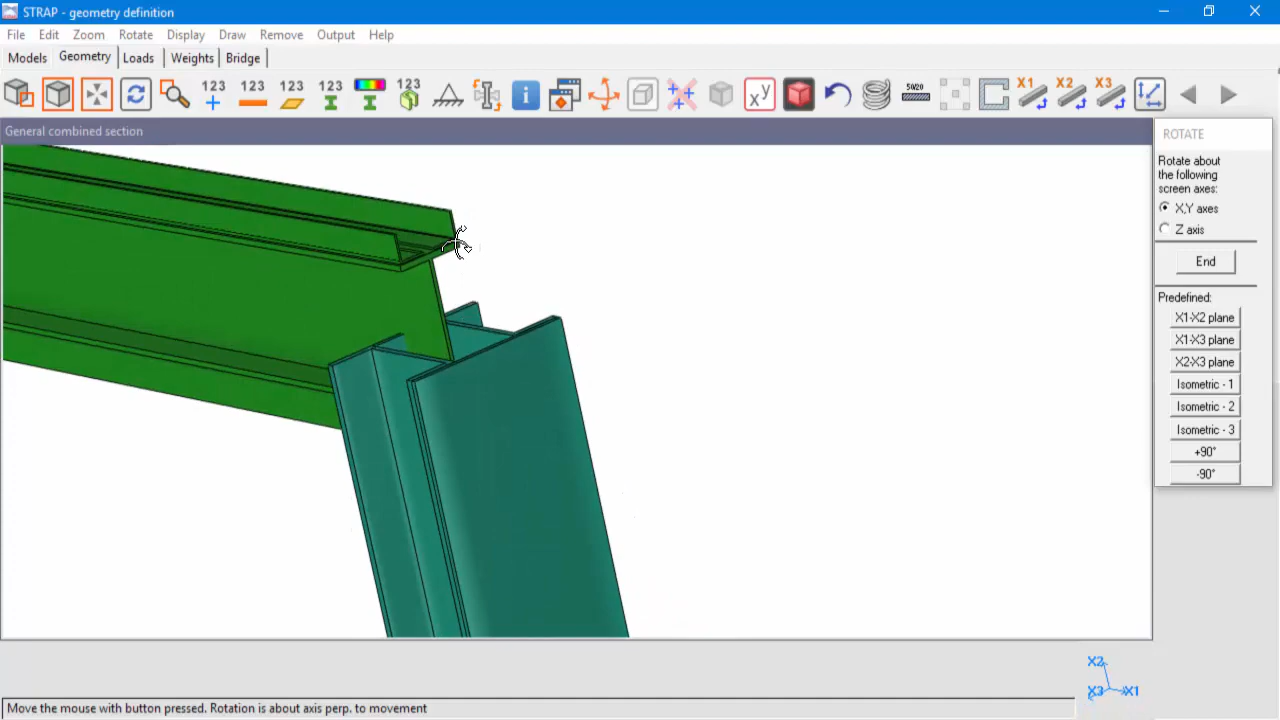 STRAP - geometry definition
File Edit Zoom Rotate Display Draw Remove Output Help
Models Geometry Loads Weights Bridge
123 123 123 123 123 50/20 xy X1 X2 X3
General combined section
ROTATE
Rotate about
the following
screen axes:
X,Y axes
Z axis
End
Predefined:
X1-X2 plane
X1-X3 plane
X2-X3 plane
Isometric - 1
Isometric - 2
Isometric - 3
+90°
-90°
X2
X3 X1
Move the mouse with button pressed. Rotation is about axis perp. to movement